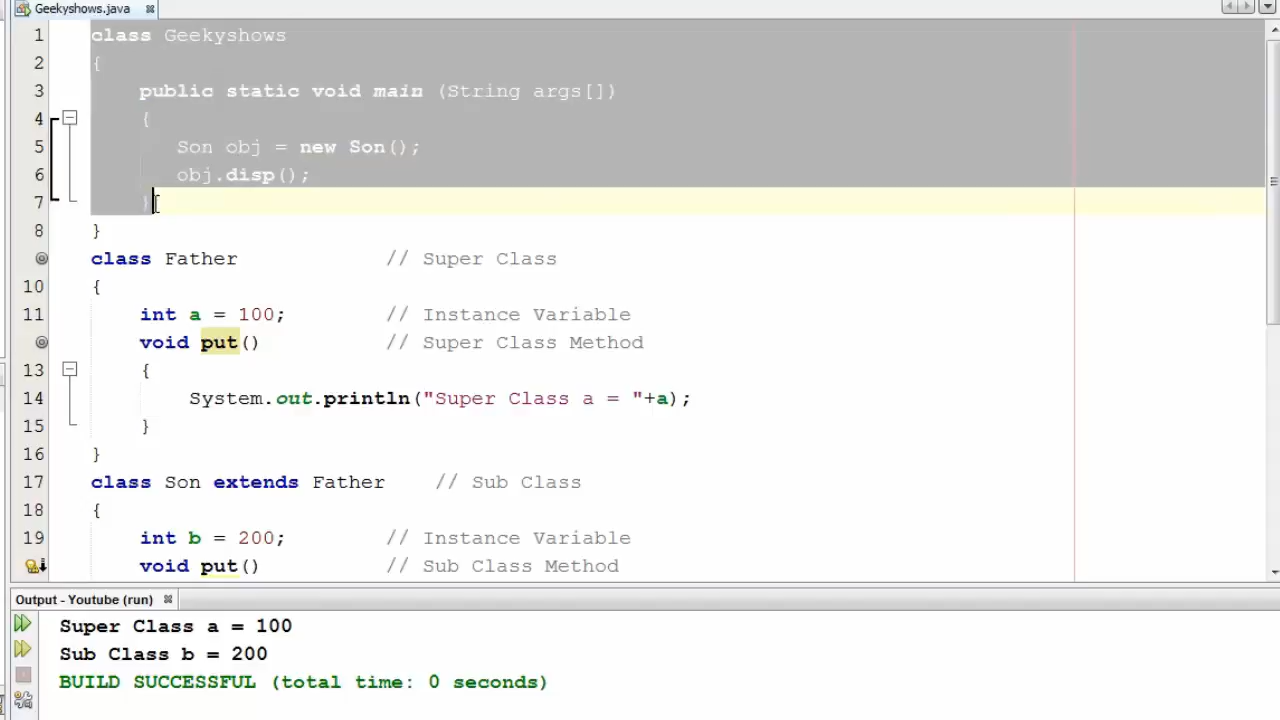 Geekyshows.java
1 class Geekyshows
2 {
3 public static void main (String args[])
4 {
5 Son obj = new Son();
6 obj.disp();
7 }
8 }
class Father // Super Class
10 {
11 int a = 100; // Instance Variable
void put() // Super Class Method
13 {
14 System.out.println("Super Class a = "+a);
15 }
16 }
17 class Son extends Father // Sub Class
18 {
19 int b = 200; // Instance Variable
void put() // Sub Class Method
Output - Youtube (run)
Super Class a = 100
Sub Class b = 200
BUILD SUCCESSFUL (total time: 0 seconds)